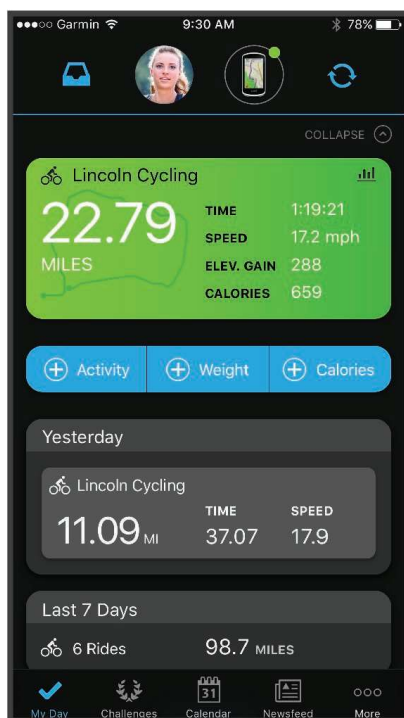 Garmin 9:30 AM 78%
COLLAPSE
Lincoln Cycling
22.79
MILES
TIME 1:19:21
SPEED 17.2 mph
ELEV. GAIN 288
CALORIES 659
Activity Weight Calories
Yesterday
Lincoln Cycling
11.09 MI
TIME SPEED
37.07 17.9
Last 7 Days
6 Rides 98.7 MILES
31
My Day Challenges Calendar Newsfeed More